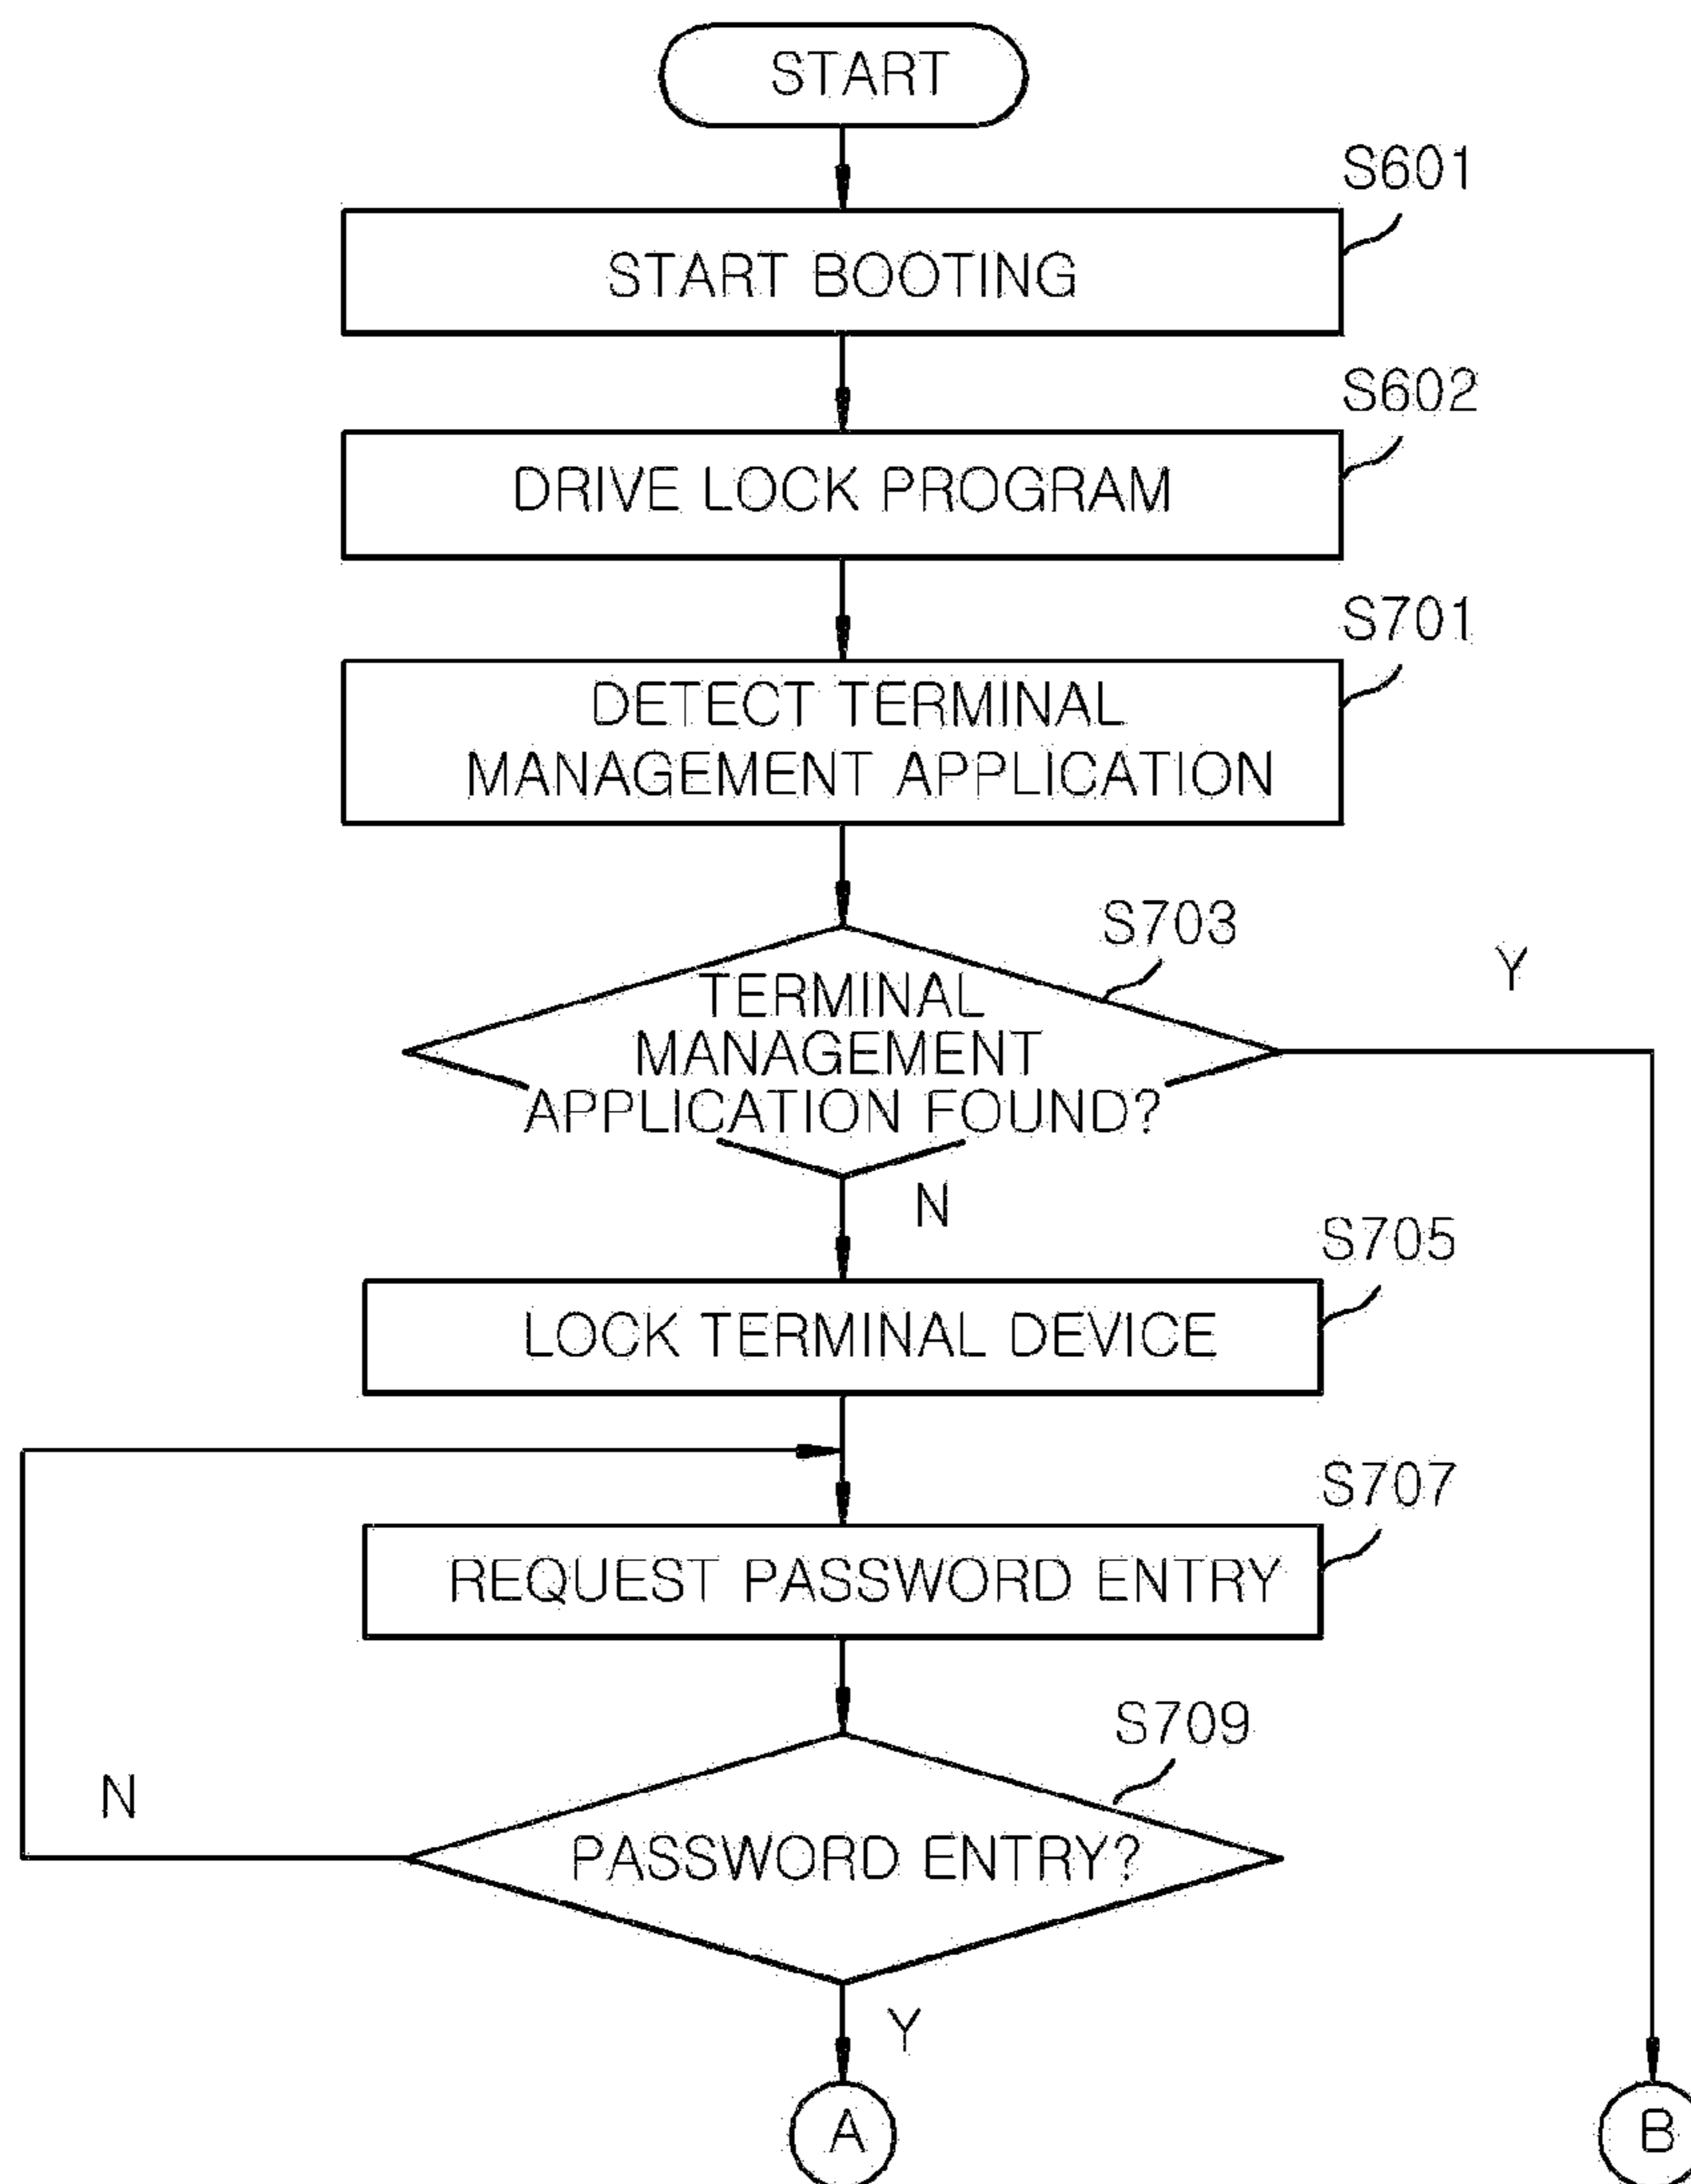 START
S601
START BOOTING
S602
DRIVE LOCK PROGRAM
S701
DETECT TERMINAL
MANAGEMENT APPLICATION
S703
Y
TERMINAL
MANAGEMENT
APPLICATION FOUND?
N
S705
LOCK TERMINAL DEVICE
S707
REQUEST PASSWORD ENTRY
S709
N
PASSWORD ENTRY?
Y
A
B